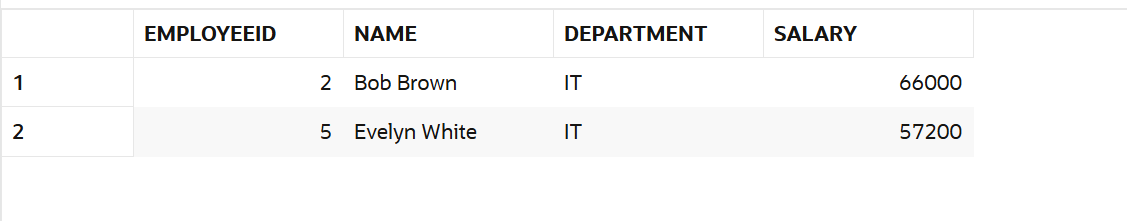 EMPLOYEEID NAME DEPARTMENT SALARY
1 2 Bob Brown IT 66000
2 5 Evelyn White IT 57200